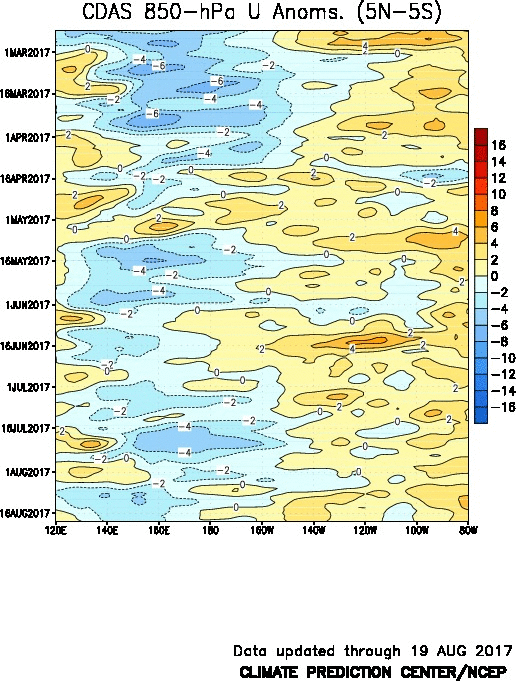 CDAS 850-hPa U Anoms. (5N-5S)
1MAR2017
16MAR2017
1APR2017
16APR2017
1MAY2017
16MAY2017
1JUN2017
16JUN2017
1JUL2017
16JUL2017
1AUG2017
16AUG2017
120E 140E 160E 180 160W 140W 120W 100W 80W
16
14
12
10
8
6
4
2
0
-2
-4
-6
-8
-10
-12
-14
-16
Data updated through 19 AUG 2017
CLIMATE PREDICTION CENTER/NCEP